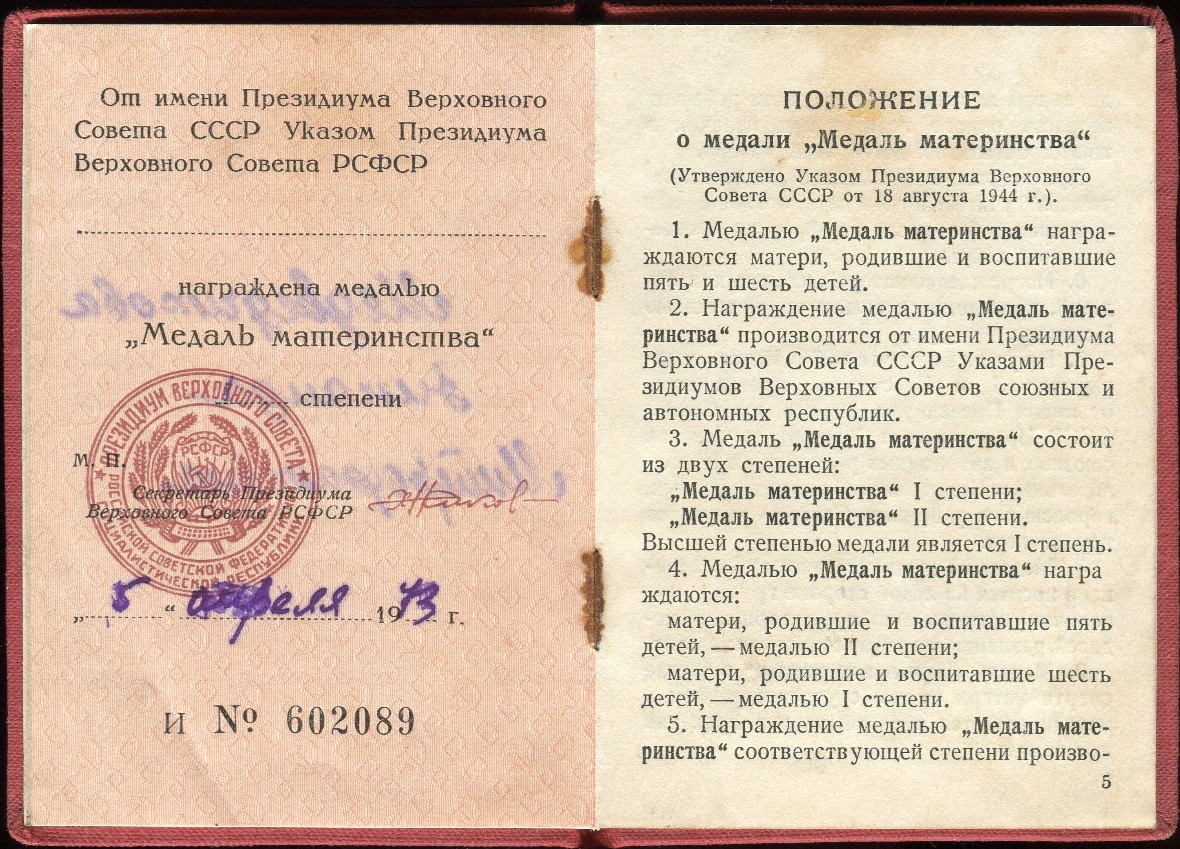 От имени Президиума Верховного
Совета СССР Указом Президиума
Верховного Совета РСФСР
награждена медалью
„Медаль материнства“
I степени
м. п.
Секретарь Президиума
Верховного Совета РСФСР
ПРЕЗИДИУМ ВЕРХОВНОГО СОВЕТА
РСФСР
„5“ апреля 1973 г.
И № 602089
ПОЛОЖЕНИЕ
о медали „Медаль материнства“
(Утверждено Указом Президиума Верховного
Совета СССР от 18 августа 1944 г.).
1. Медалью „Медаль материнства“ награ-
ждаются матери, родившие и воспитавшие
пять и шесть детей.
2. Награждение медалью „Медаль мате-
ринства“ производится от имени Президиума
Верховного Совета СССР Указами Пре-
зидиумов Верховных Советов союзных и
автономных республик.
3. Медаль „Медаль материнства“ состоит
из двух степеней:
„Медаль материнства“ I степени;
„Медаль материнства“ II степени.
Высшей степенью медали является I степень.
4. Медалью „Медаль материнства“ награ
ждаются:
матери, родившие и воспитавшие пять
детей, — медалью II степени;
матери, родившие и воспитавшие шесть
детей, — медалью I степени.
5. Награждение медалью „Медаль мате-
ринства“ соответствующей степени произво-
5